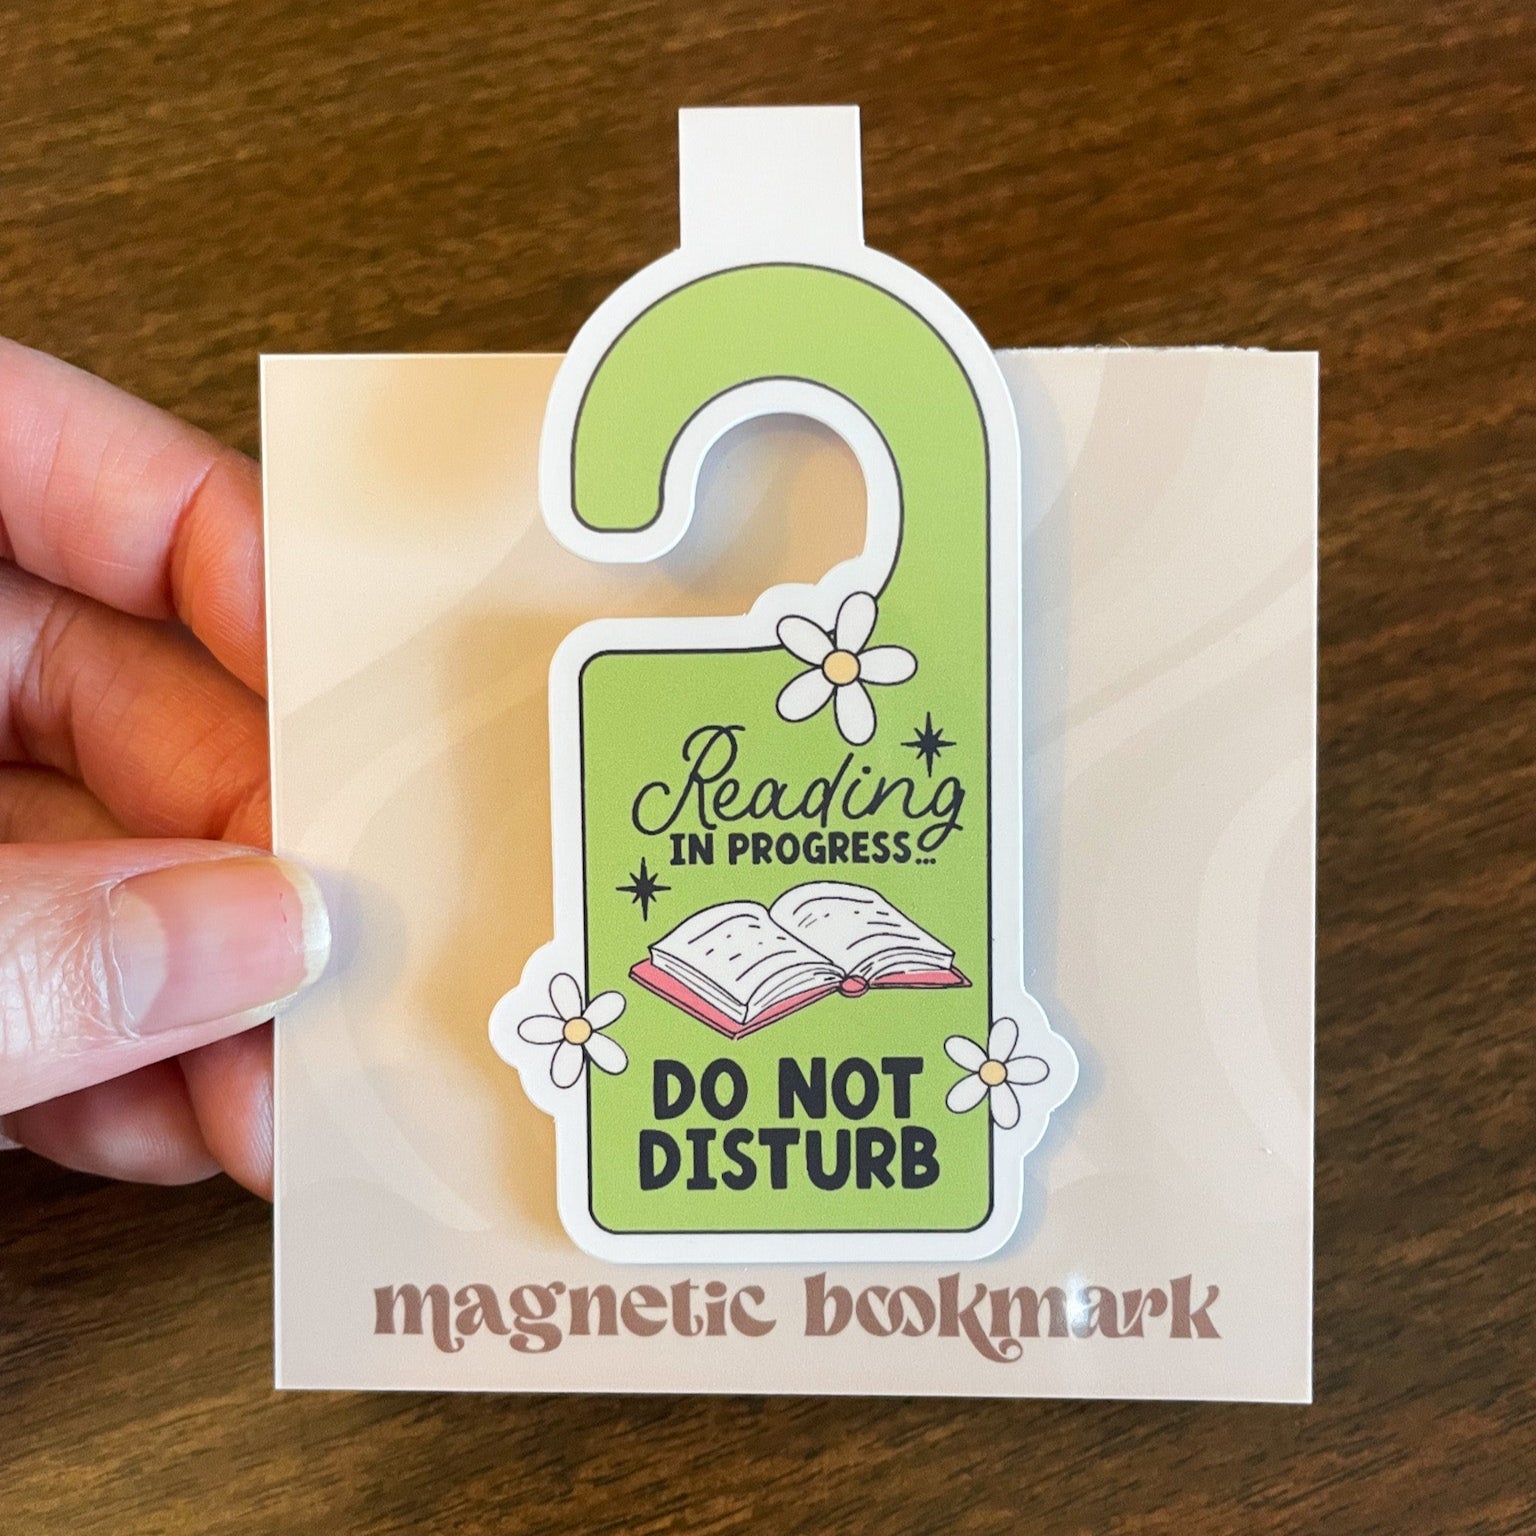 Reading
IN PROGRESS...
DO NOT
DISTURB
magnetic bookmark